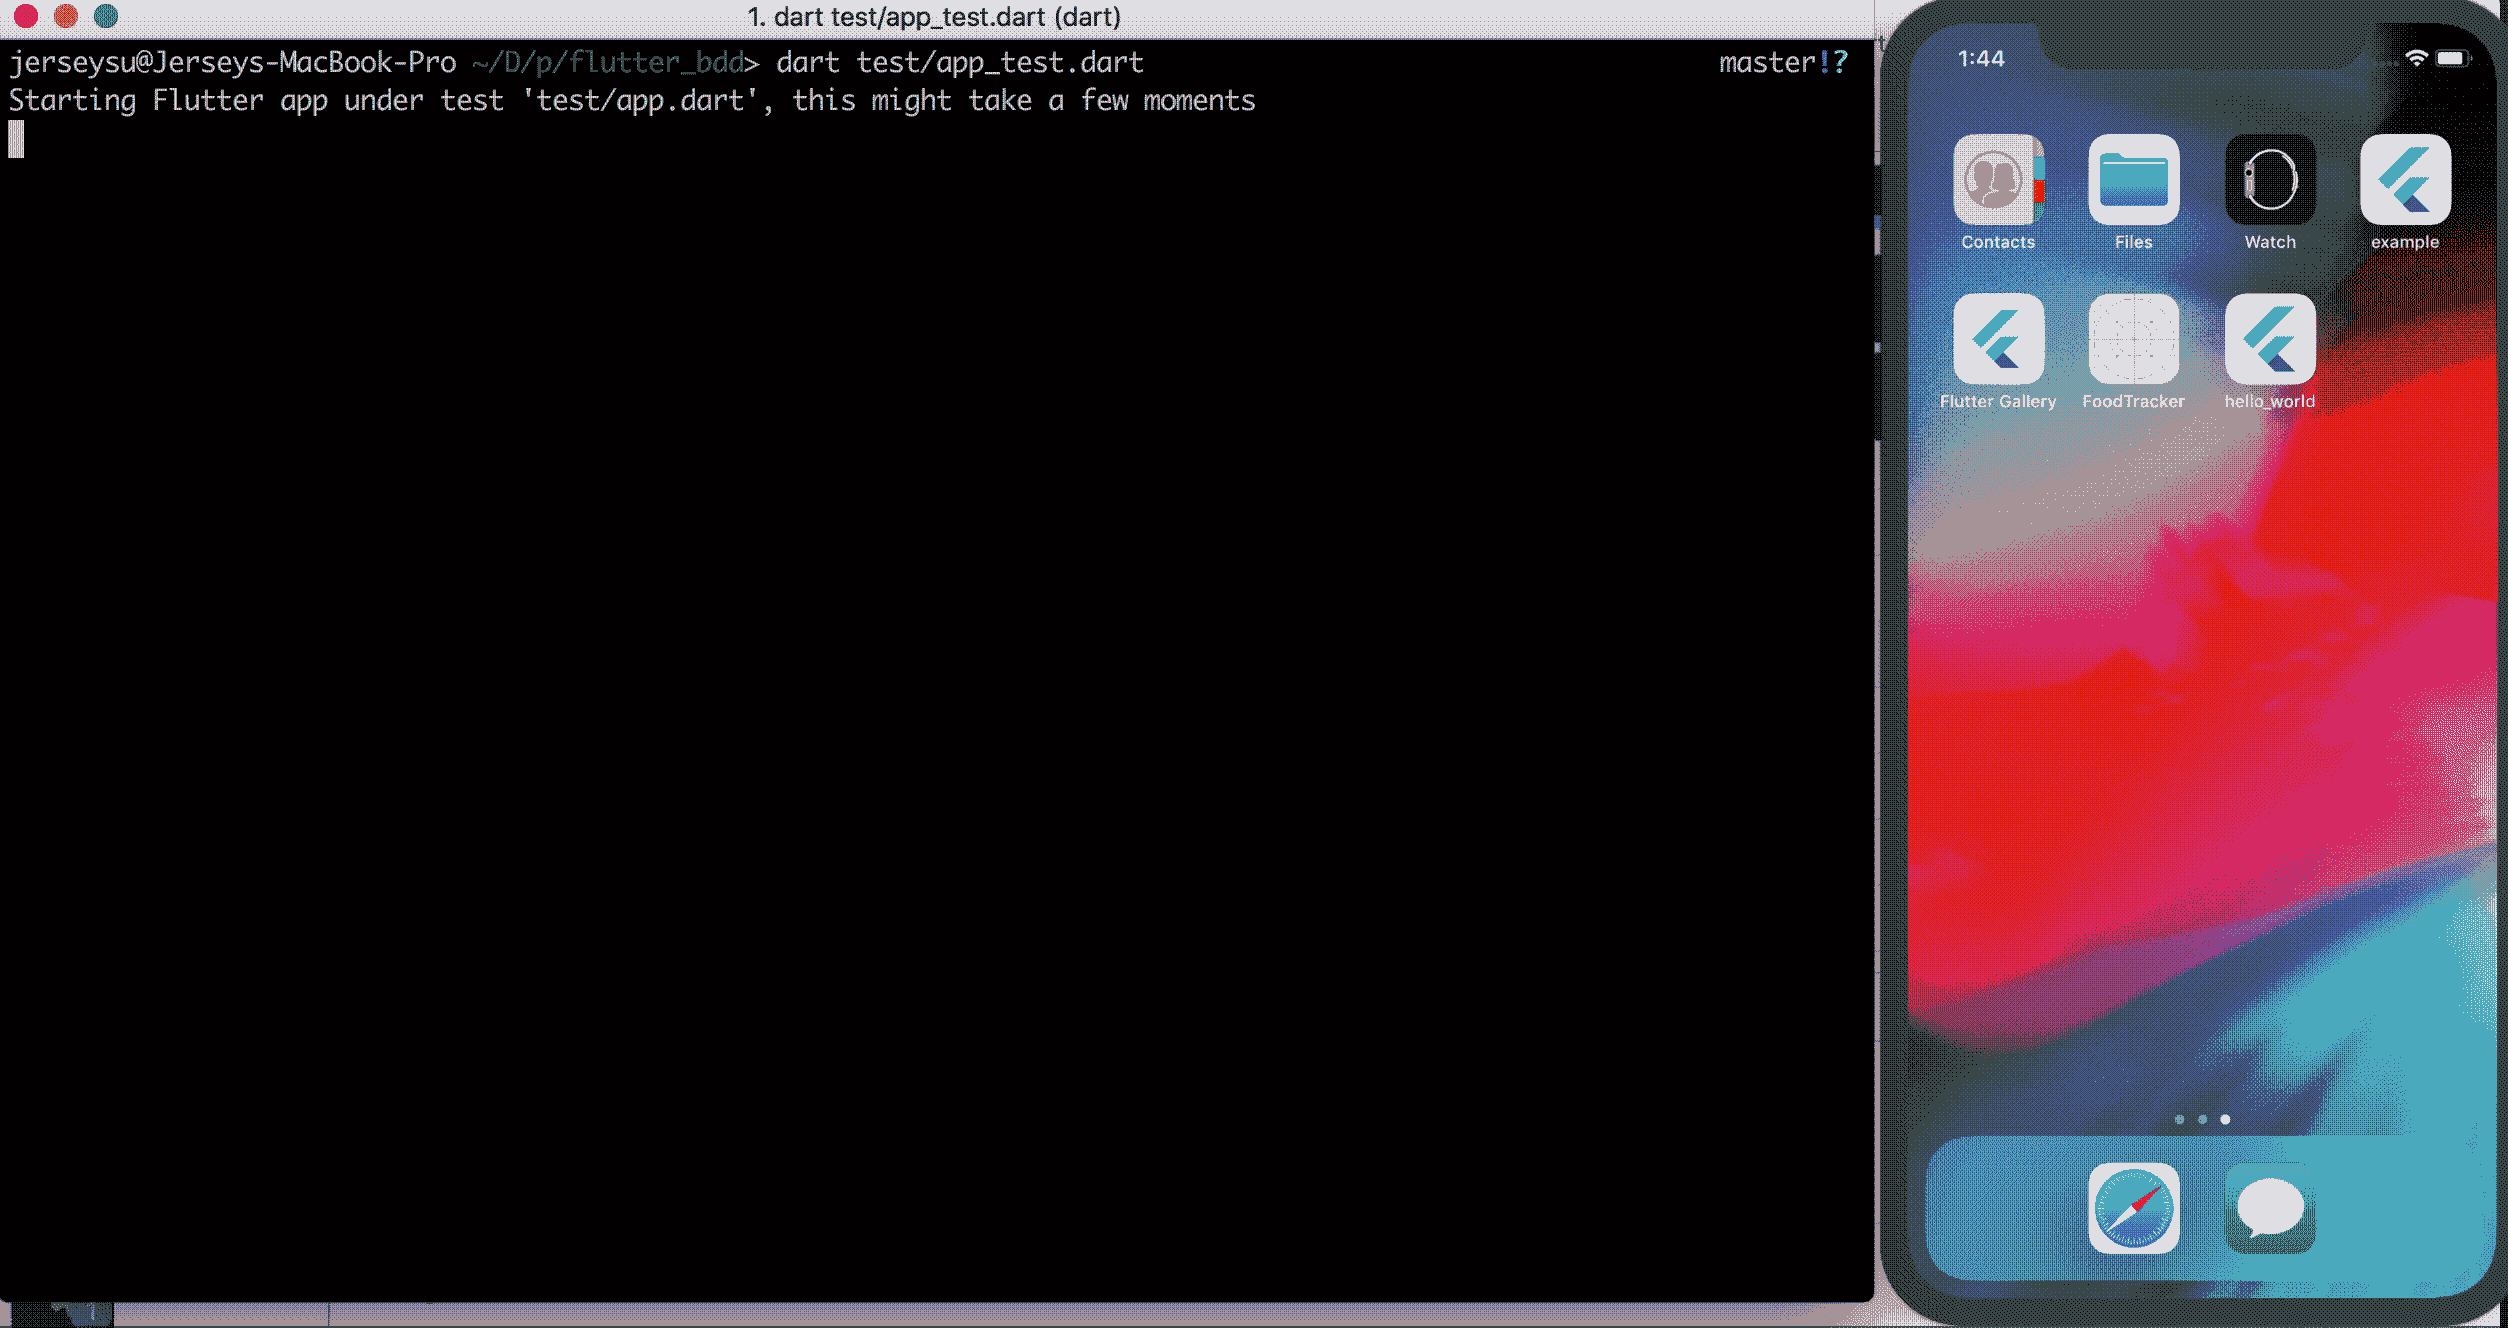 1. dart test/app_test.dart (dart)
jerseysu@Jerseys-MacBook-Pro ~/D/p/flutter_bdd> dart test/app_test.dart master!?
Starting Flutter app under test 'test/app.dart', this might take a few moments
1:44
Contacts Files Watch example
Flutter Gallery FoodTracker hello_world